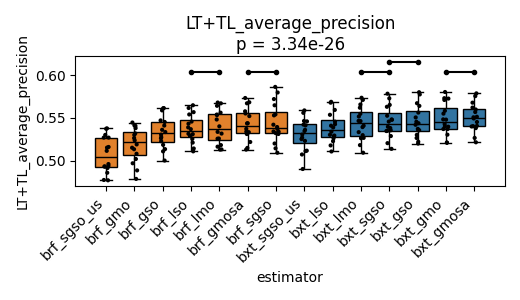 LT+TL_average_precision
p = 3.34e-26
LT+TL_average_precision
0.60
0.55
0.50
brf_sgso_us
brf_gmo
brf_gso
brf_lso
brf_lmo
brf_gmosa
brf_sgso
bxt_sgso_us
bxt_lso
bxt_lmo
bxt_sgso
bxt_gso
bxt_gmo
bxt_gmosa
estimator